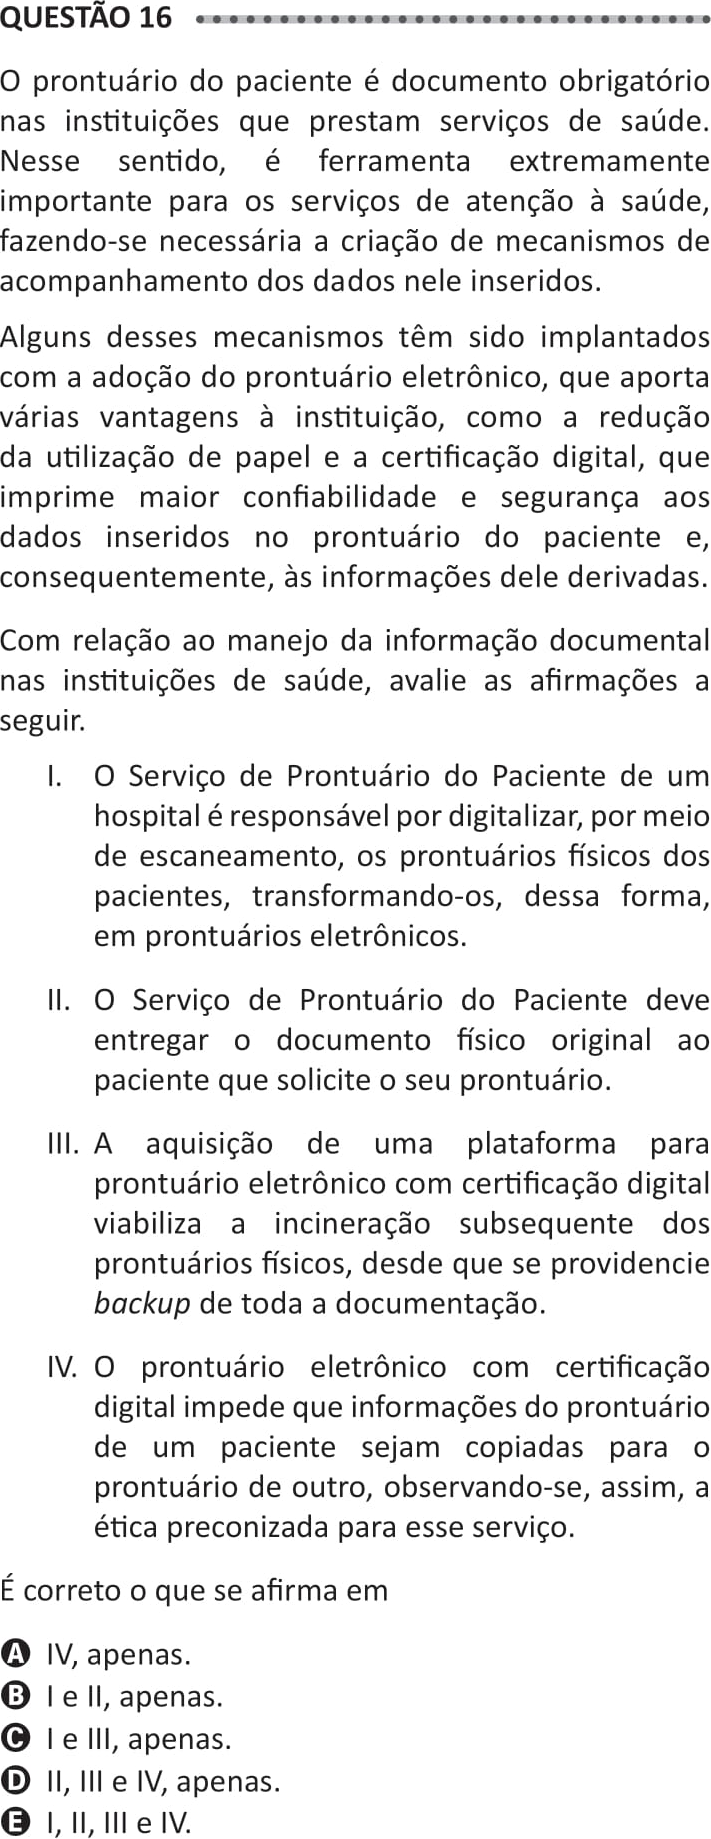 QUESTÃO 16
O prontuário do paciente é documento obrigatório
nas instituições que prestam serviços de saúde.
Nesse sentido, é ferramenta extremamente
importante para os serviços de atenção à saúde,
fazendo-se necessária a criação de mecanismos de
acompanhamento dos dados nele inseridos.
Alguns desses mecanismos têm sido implantados
com a adoção do prontuário eletrônico, que aporta
várias vantagens à instituição, como a redução
da utilização de papel e a certificação digital, que
imprime maior confiabilidade e segurança aos
dados inseridos no prontuário do paciente e,
consequentemente, às informações dele derivadas.
Com relação ao manejo da informação documental
nas instituições de saúde, avalie as afirmações a
seguir.
I. O Serviço de Prontuário do Paciente de um
hospital é responsável por digitalizar, por meio
de escaneamento, os prontuários físicos dos
pacientes, transformando-os, dessa forma,
em prontuários eletrônicos.
II. O Serviço de Prontuário do Paciente deve
entregar o documento físico original ao
paciente que solicite o seu prontuário.
III. A aquisição de uma plataforma para
prontuário eletrônico com certificação digital
viabiliza a incineração subsequente dos
prontuários físicos, desde que se providencie
backup de toda a documentação.
IV. O prontuário eletrônico com certificação
digital impede que informações do prontuário
de um paciente sejam copiadas para o
prontuário de outro, observando-se, assim, a
ética preconizada para esse serviço.
É correto o que se afirma em
A IV, apenas.
B I e II, apenas.
C I e III, apenas.
D II, III e IV, apenas.
E I, II, III e IV.